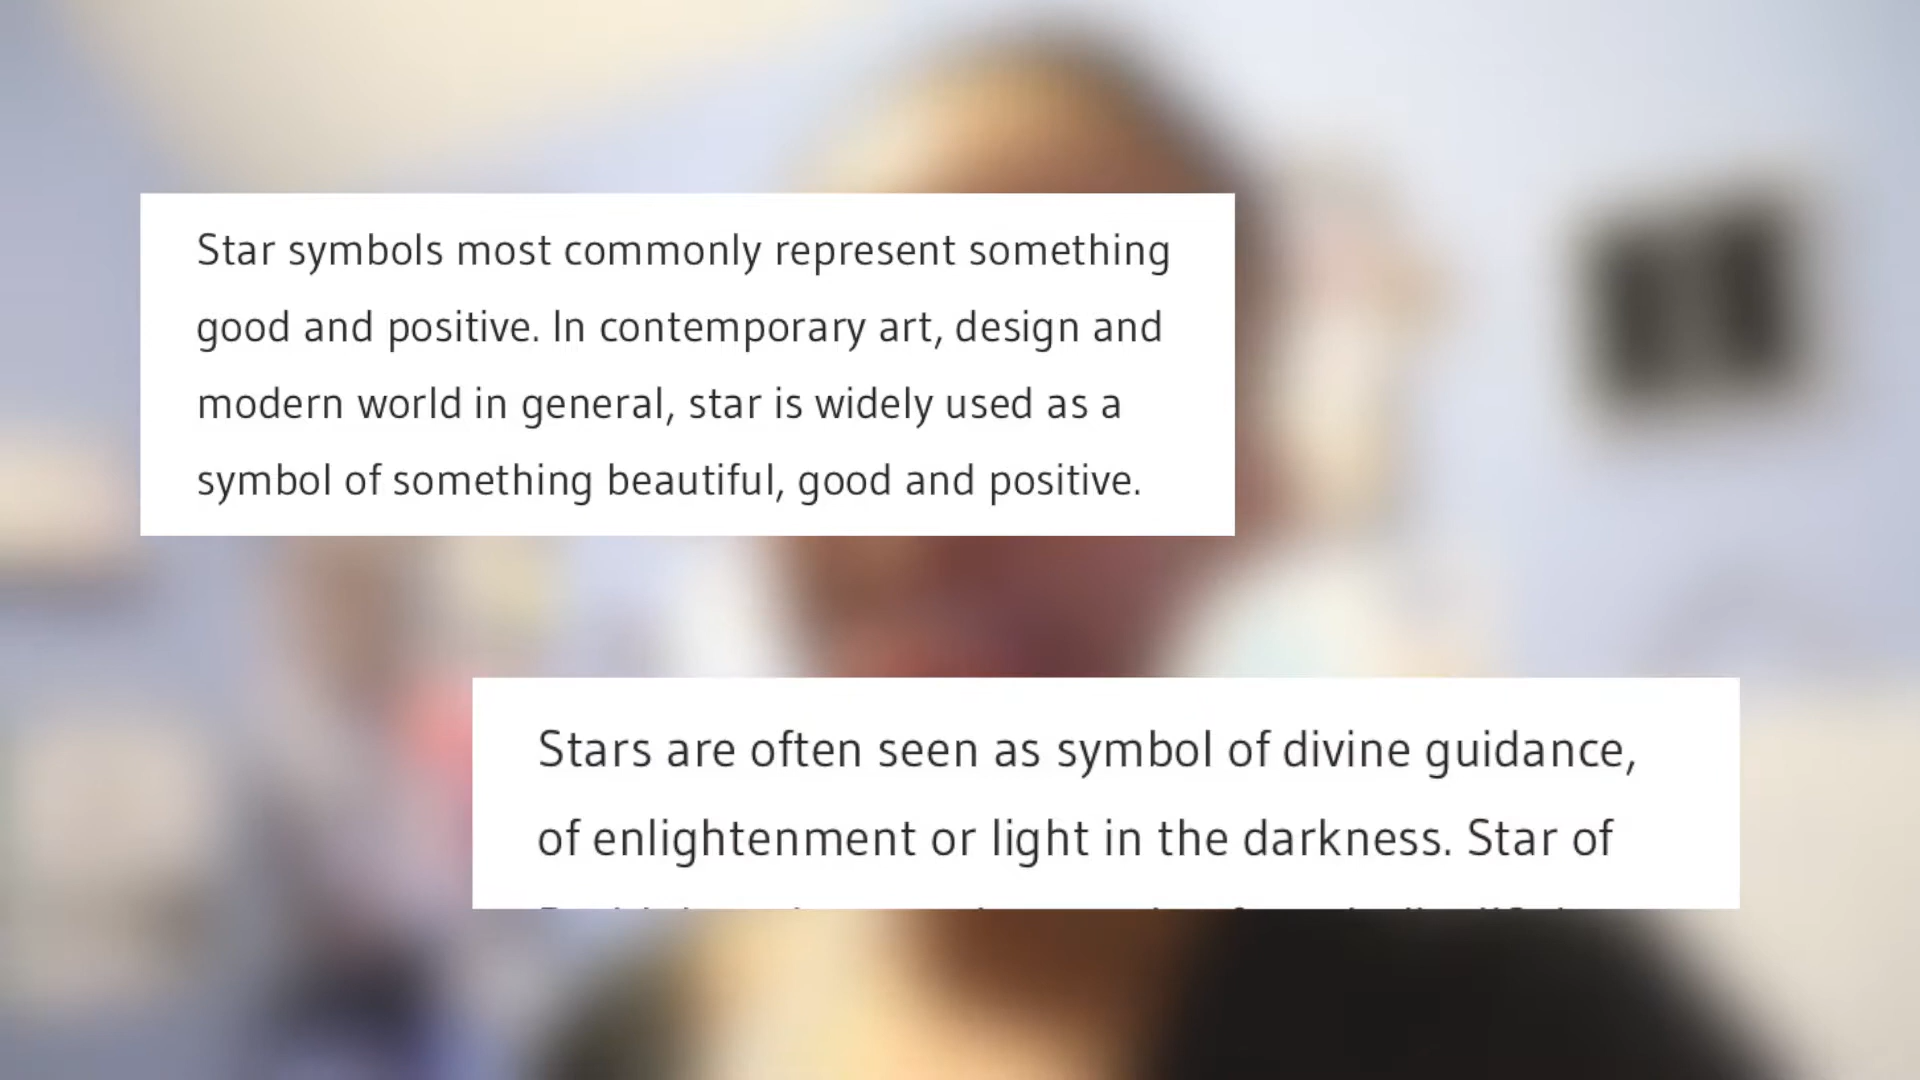 Star symbols most commonly represent something
good and positive. In contemporary art, design and
modern world in general, star is widely used as a
symbol of something beautiful, good and positive.
Stars are often seen as symbol of divine guidance,
of enlightenment or light in the darkness. Star of